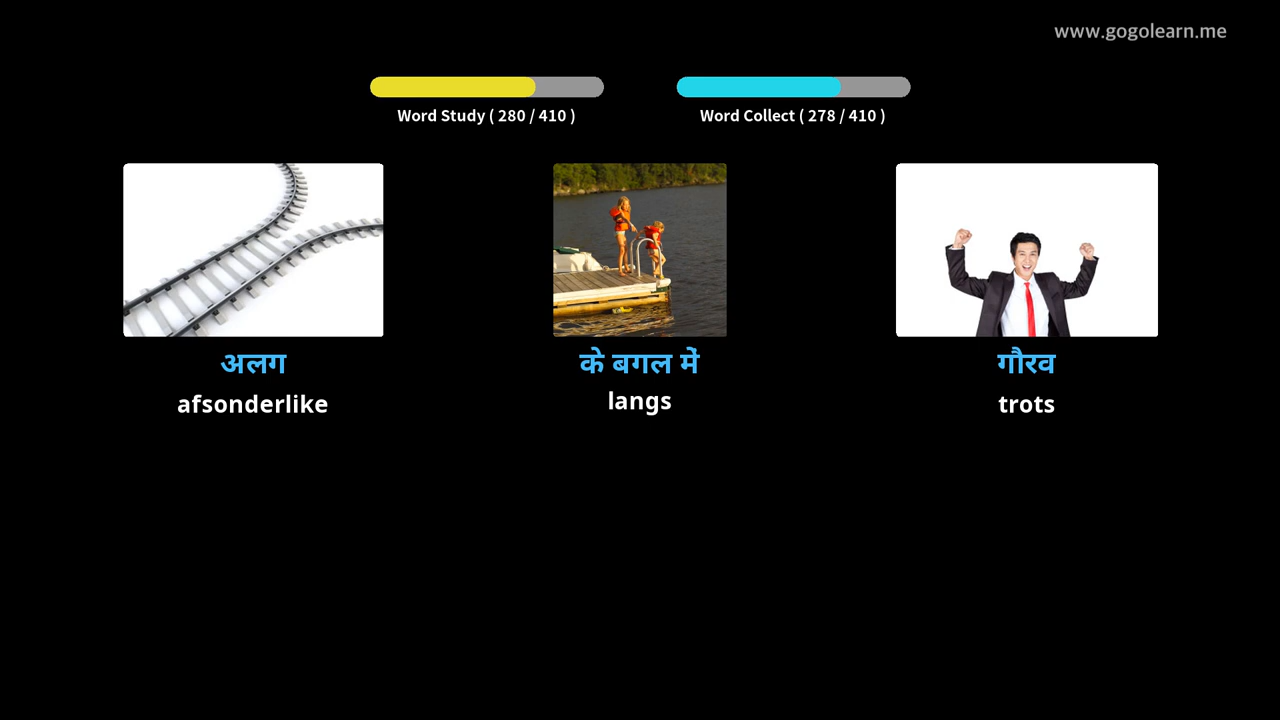 www.gogolearn.me
Word Study ( 280 / 410 )
Word Collect ( 278 / 410 )
अलग
afsonderlike
के बगल में
langs
गौरव
trots